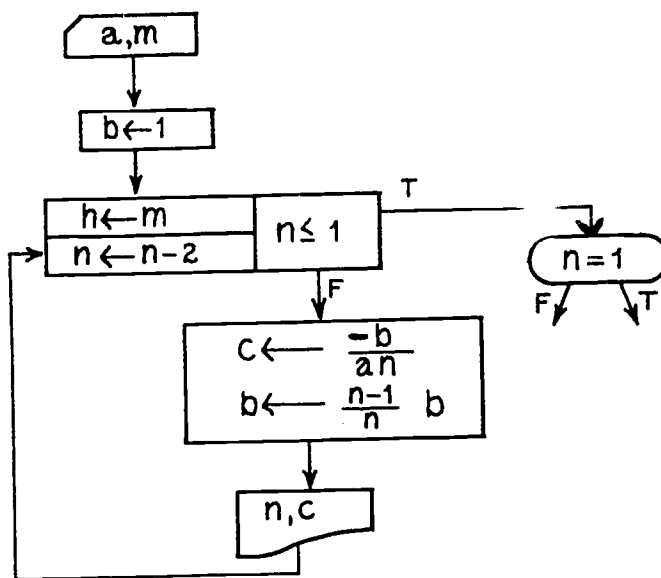 a,m
b←1
h←m
n←n-2
n≤1
T
n=1
F
T
F
c← -b/an
b← n-1/n b
n,c